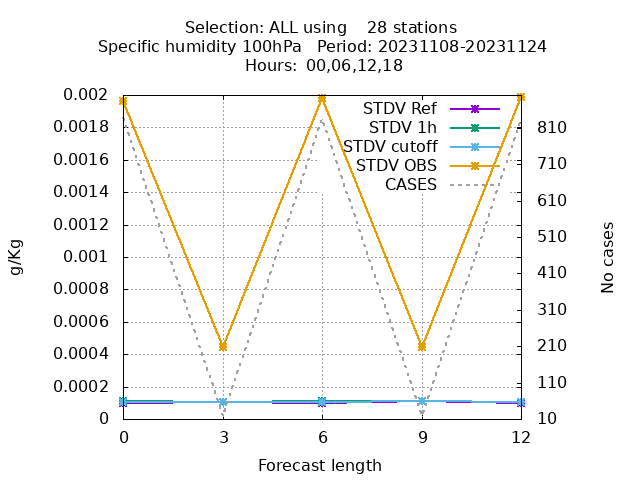 Selection: ALL using    28 stations
Specific humidity 100hPa   Period: 20231108-20231124
Hours: 00,06,12,18
STDV Ref
STDV 1h
STDV cutoff
STDV OBS
CASES
0.002
0.0018
0.0016
0.0014
0.0012
0.001
0.0008
0.0006
0.0004
0.0002
0
810
710
610
510
410
310
210
110
10
g/Kg
No cases
0 3 6 9 12
Forecast length